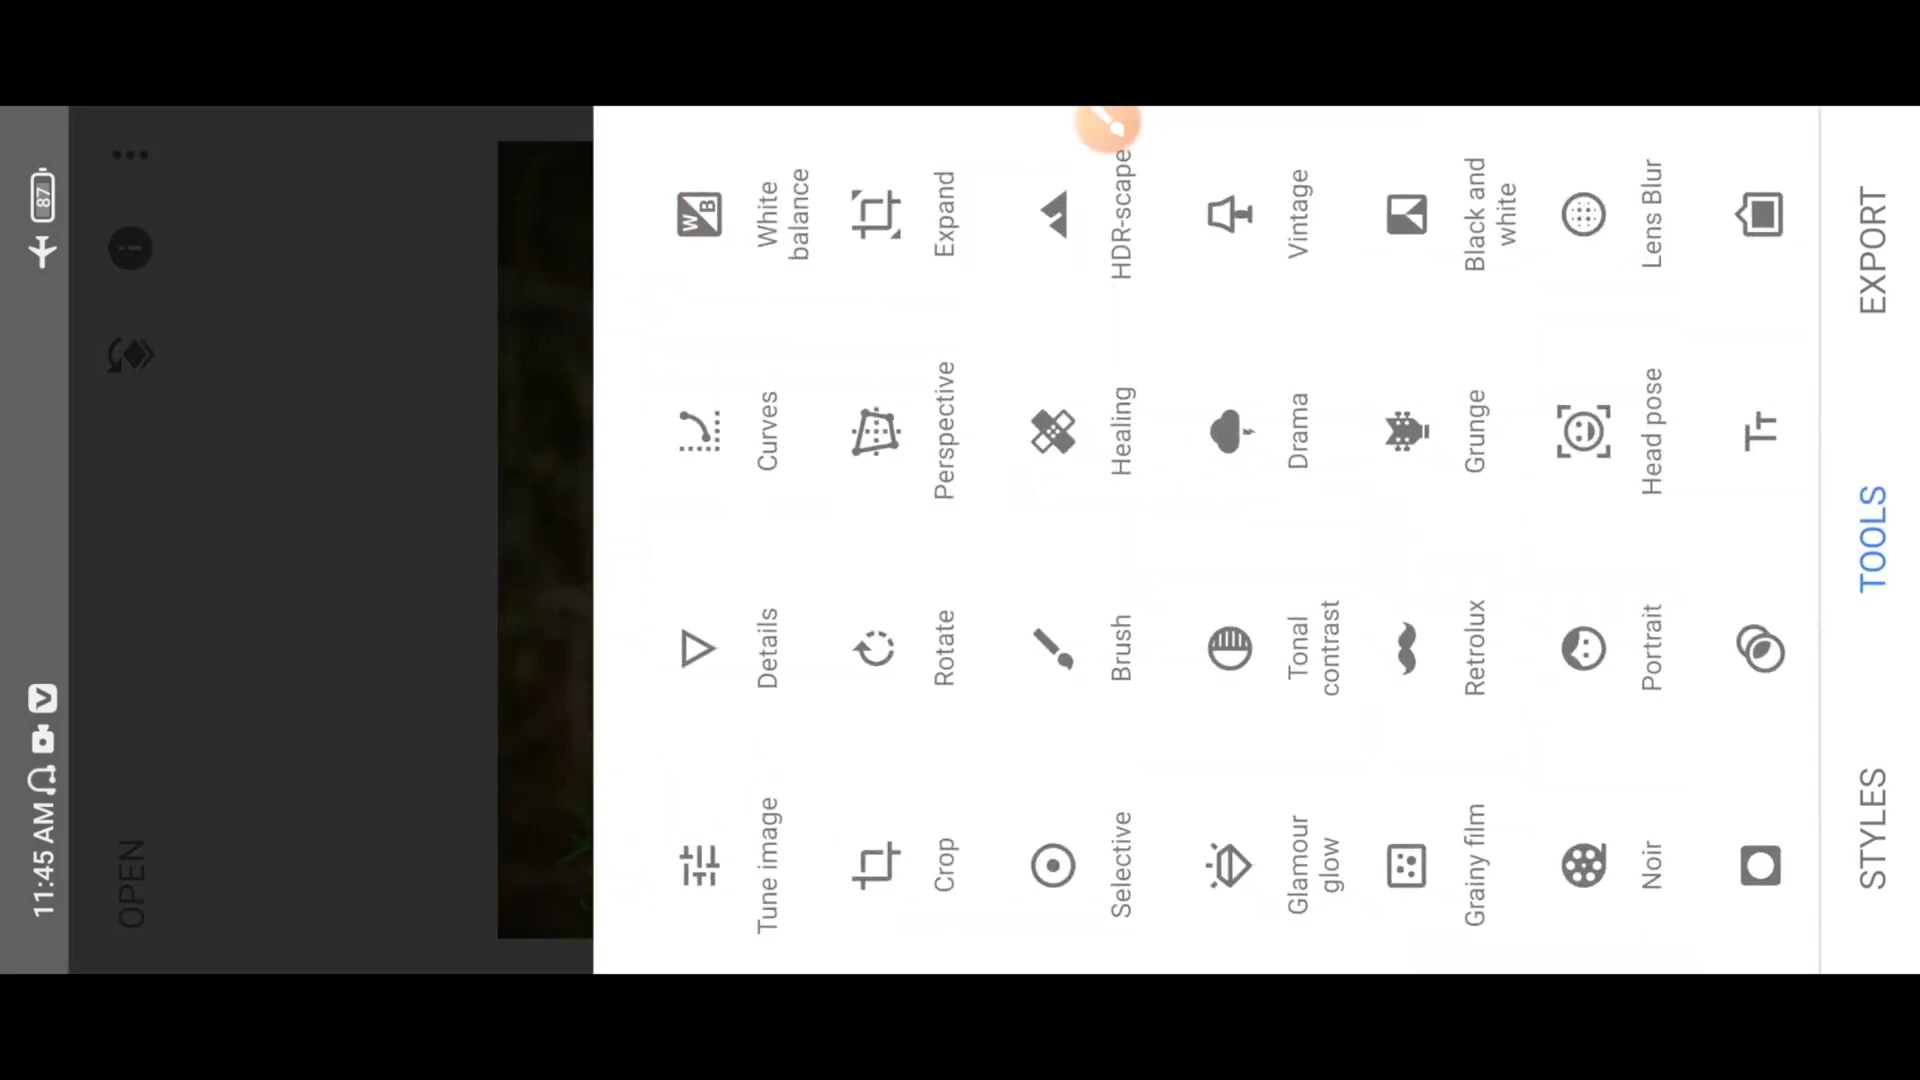 11:45 AM
87
OPEN
Tune image
Details
Curves
White
balance
Crop
Rotate
Perspective
Expand
Selective
Brush
Healing
HDR-scape
Glamour
glow
Tonal
contrast
Drama
Vintage
Grainy film
Retrolux
Grunge
Black and
white
Noir
Portrait
Head pose
Lens Blur
STYLES
TOOLS
EXPORT